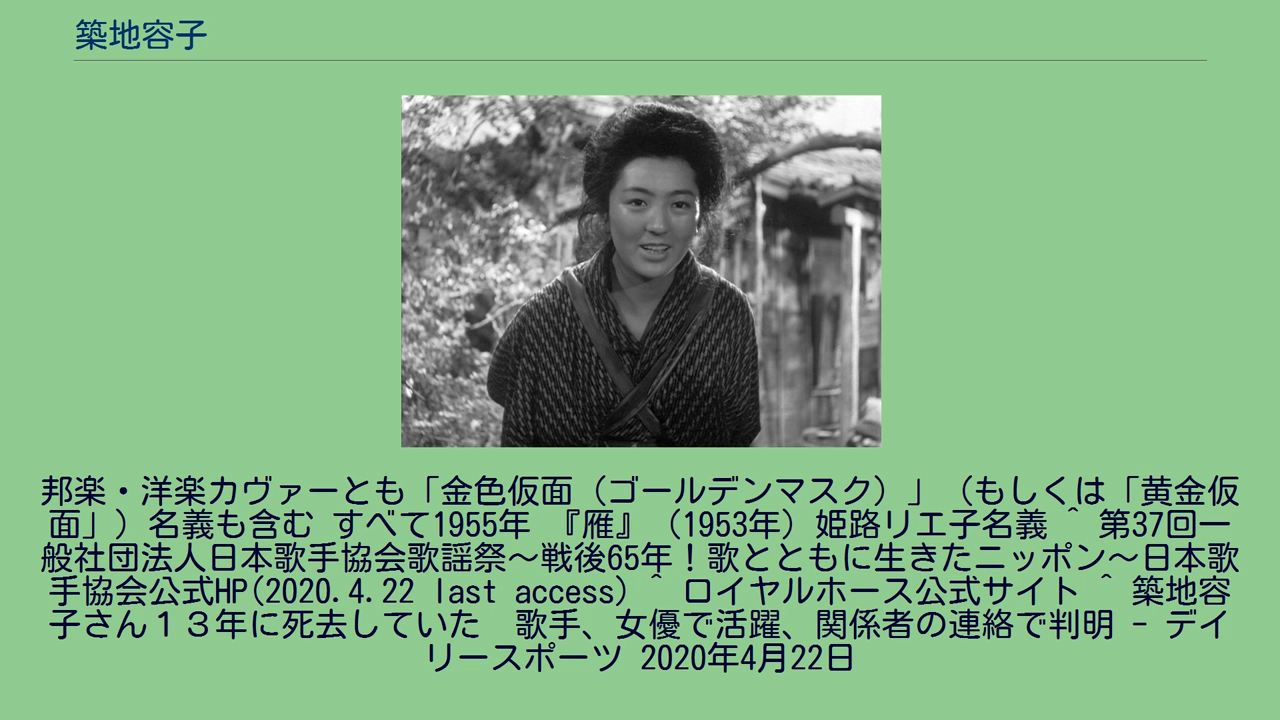 築地容子
邦楽・洋楽カヴァーとも「金色仮面（ゴールデンマスク）」（もしくは「黄金仮
面」）名義も含む すべて1955年 『雁』（1953年）姫路リエ子名義 ^ 第37回一
般社団法人日本歌手協会歌謡祭～戦後65年！歌とともに生きたニッポン～日本歌
手協会公式HP(2020.4.22 last access) ^ ロイヤルホース公式サイト ^ 築地容
子さん１３年に死去していた　歌手、女優で活躍、関係者の連絡で判明 - デイ
リースポーツ 2020年4月22日